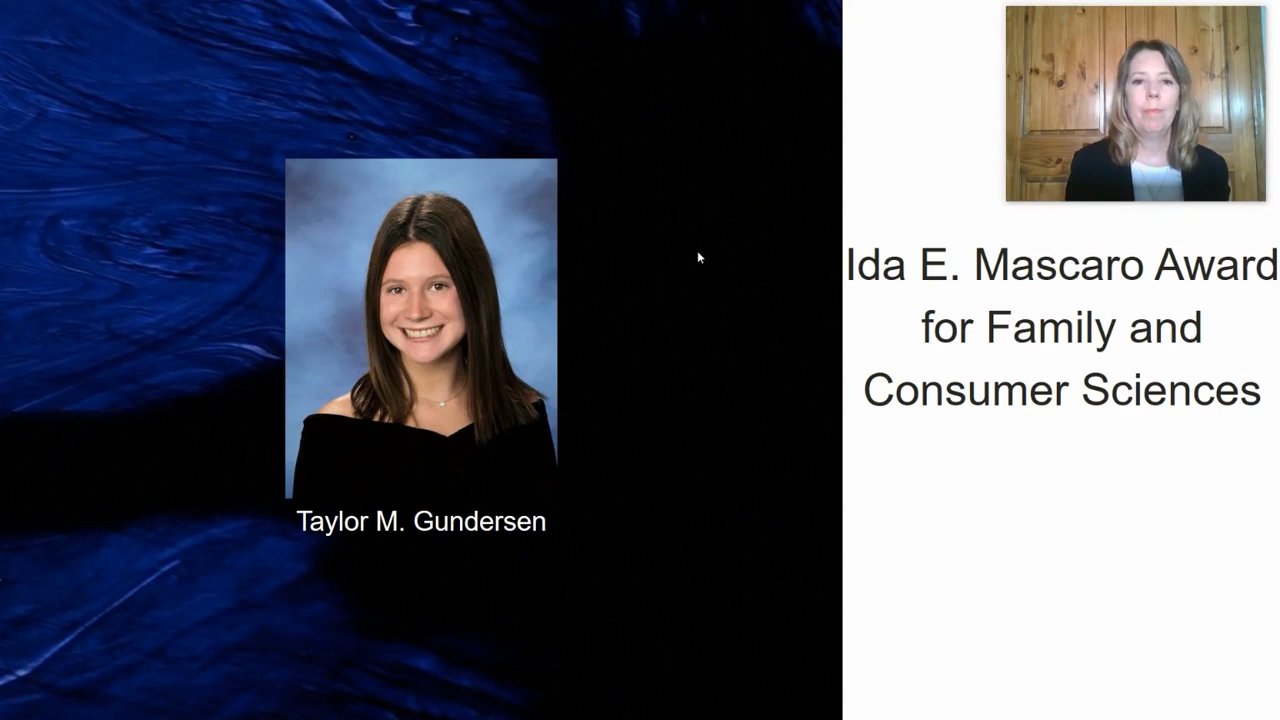 Taylor M. Gundersen
Ida E. Mascaro Award
for Family and
Consumer Sciences